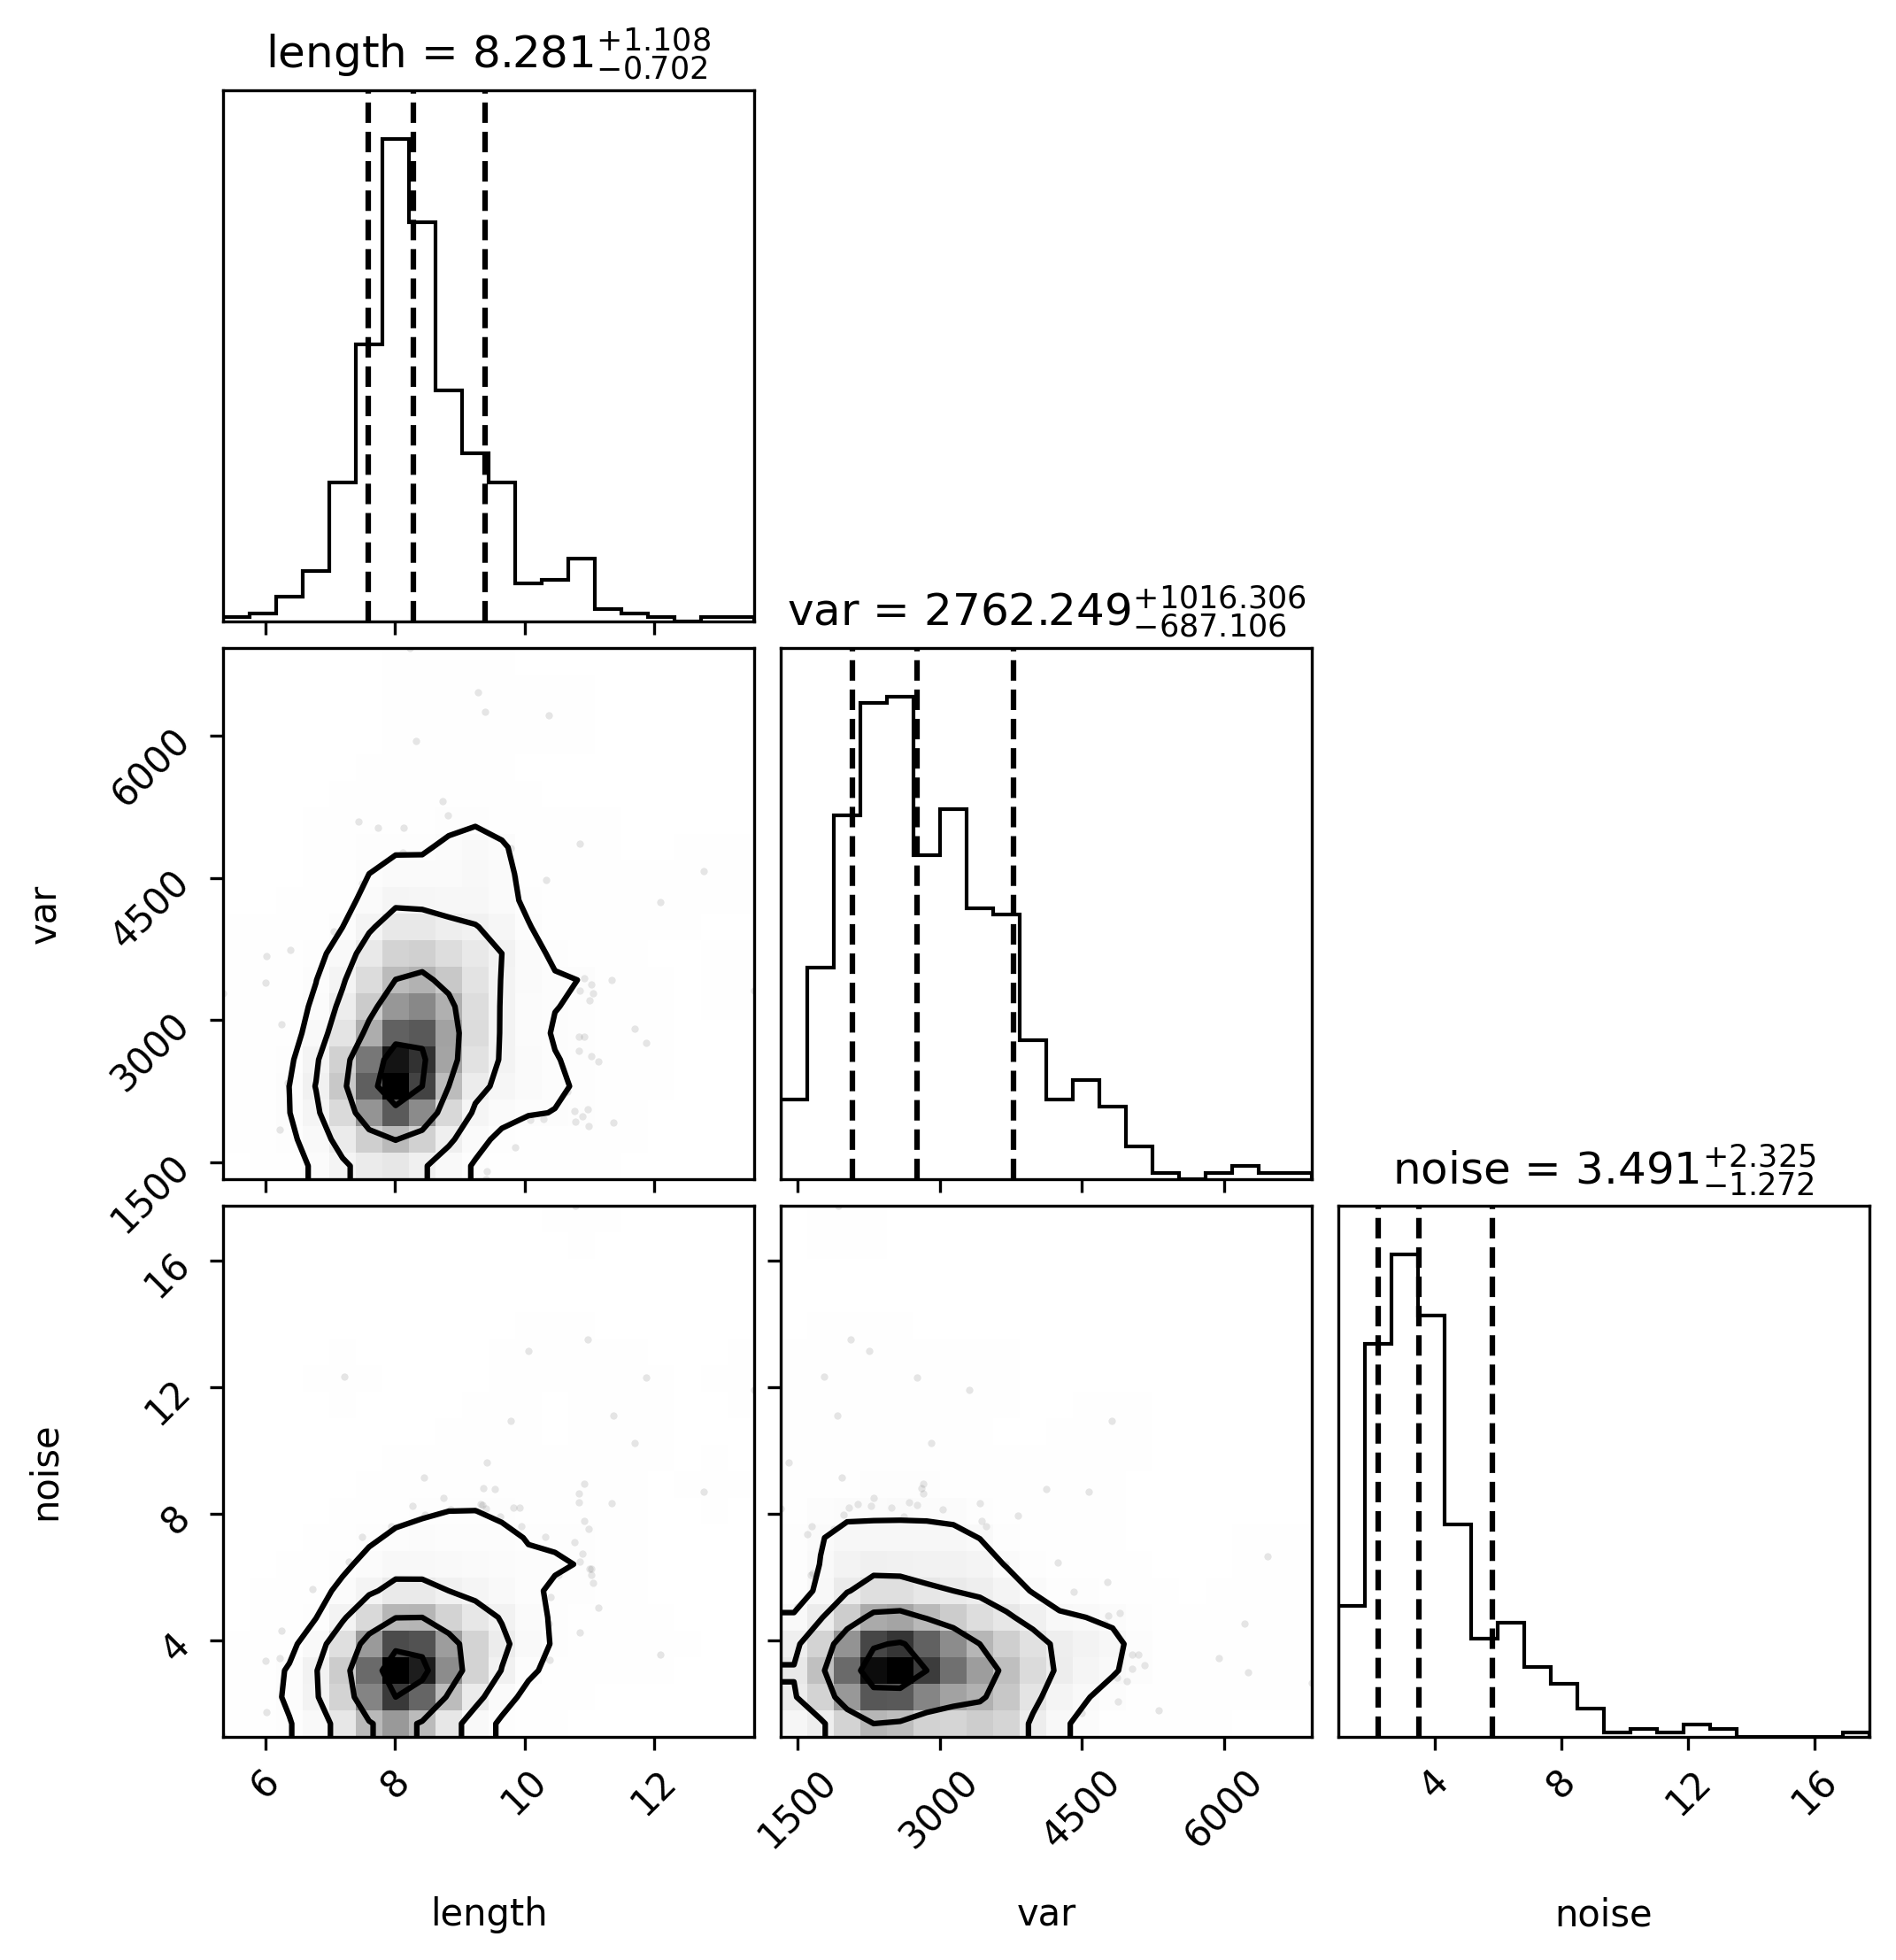 length = 8.281 +1.108 −0.702
var = 2762.249 +1016.306 −687.106
var
6000
4500
3000
1500
noise = 3.491 +2.325 −1.272
noise
16
12
8
4
6 8 10 12
1500 3000 4500 6000
4 8 12 16
length var noise